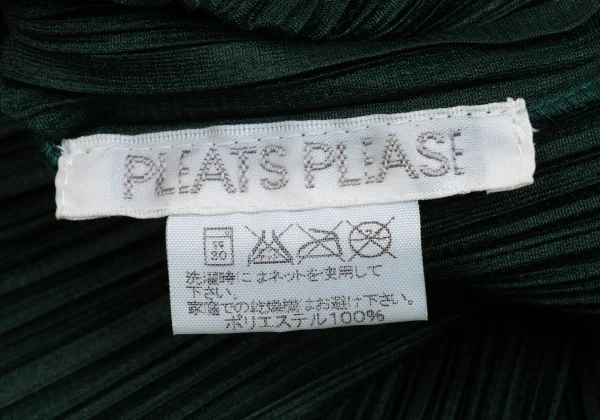 PLEATS PLEASE
30
洗濯時にはネットを使用して
下さい。
家庭での乾燥機はお避け下さい。
ポリエステル100%